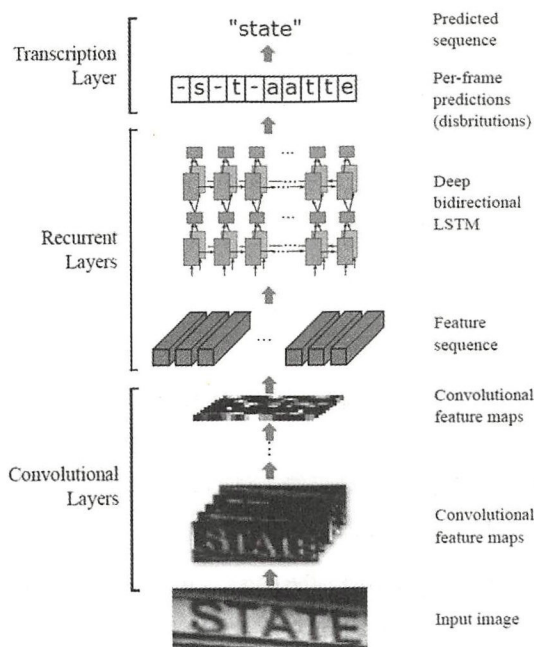 "state"
Predicted
sequence
Transcription
Layer
-s-t-aatte
Per-frame
predictions
(disbritutions)
...
Deep
bidirectional
LSTM
Recurrent
Layers
...
Feature
sequence
Convolutional
feature maps
Convolutional
Layers
STATE
Convolutional
feature maps
STATE
Input image